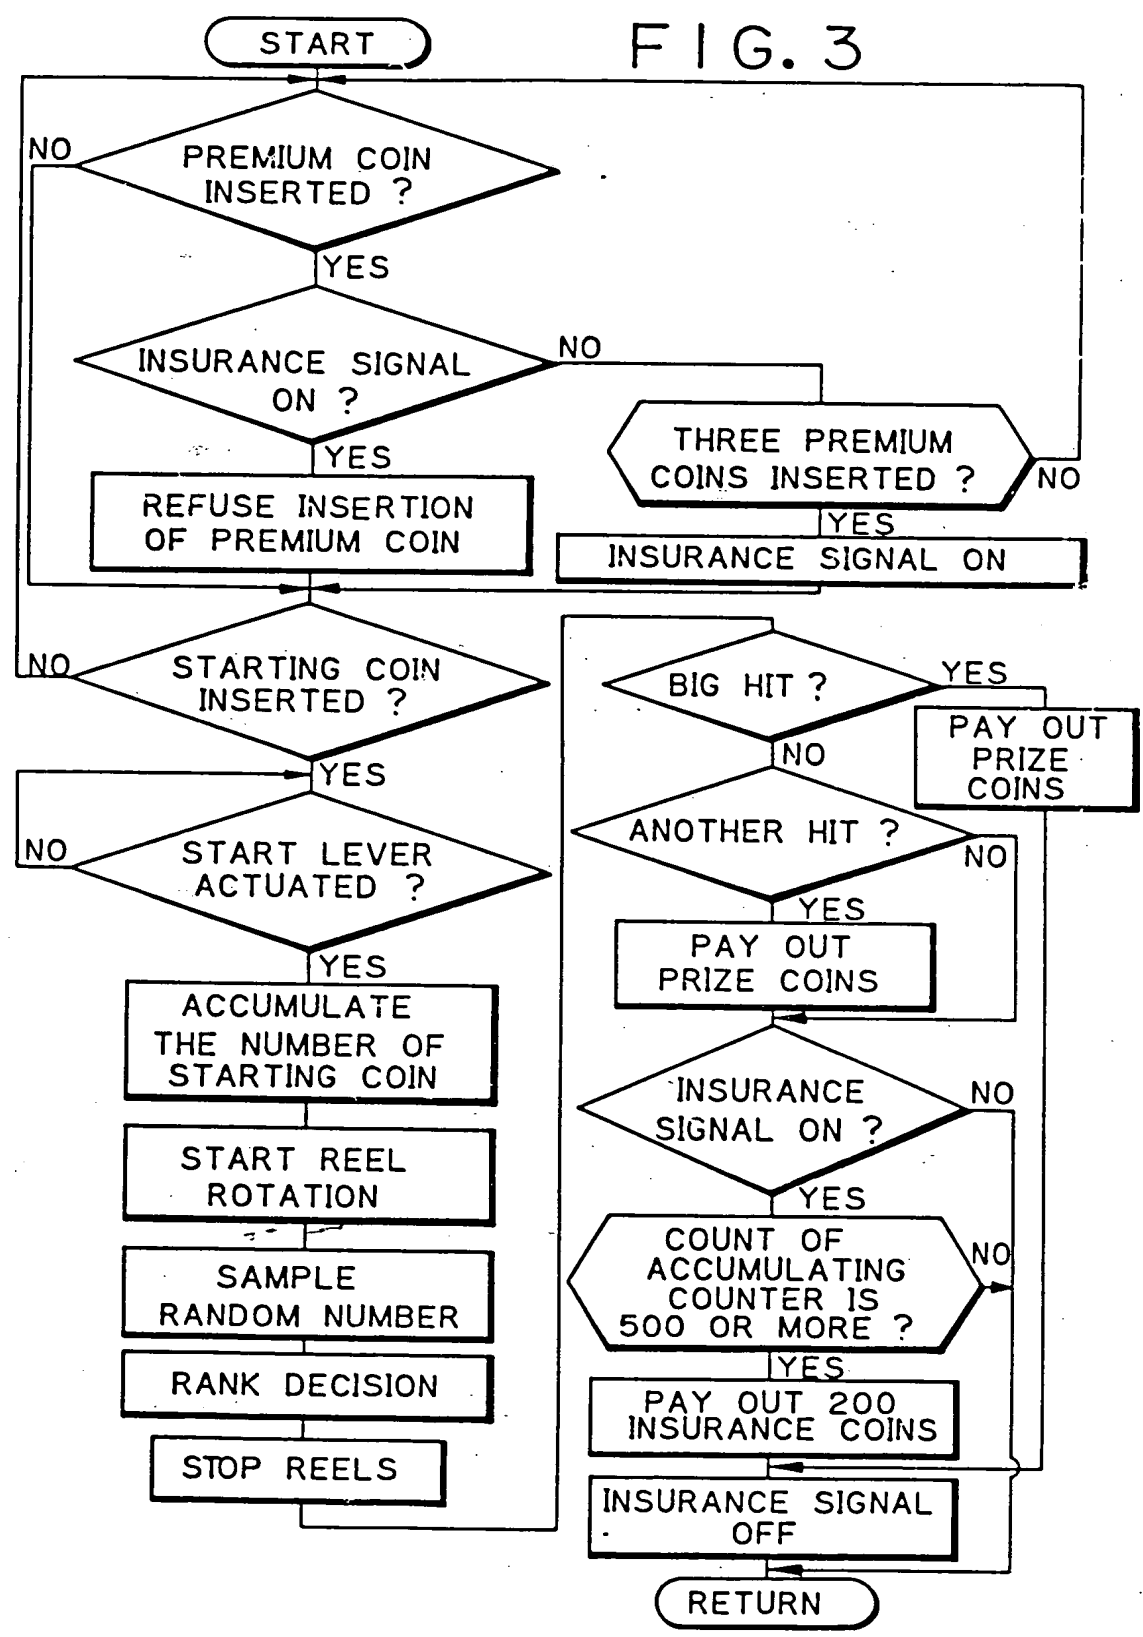 FIG. 3
START
PREMIUM COIN
INSERTED ?
NO
YES
INSURANCE SIGNAL
ON ?
NO
YES
THREE PREMIUM
COINS INSERTED ?
NO
YES
REFUSE INSERTION
OF PREMIUM COIN
INSURANCE SIGNAL ON
STARTING COIN
INSERTED ?
NO
YES
START LEVER
ACTUATED ?
NO
YES
ACCUMULATE
THE NUMBER OF
STARTING COIN
START REEL
ROTATION
SAMPLE
RANDOM NUMBER
RANK DECISION
STOP REELS
BIG HIT ?
YES
NO
PAY OUT
PRIZE
COINS
ANOTHER HIT ?
NO
YES
PAY OUT
PRIZE COINS
INSURANCE
SIGNAL ON ?
NO
YES
COUNT OF
ACCUMULATING
COUNTER IS
500 OR MORE ?
NO
YES
PAY OUT 200
INSURANCE COINS
INSURANCE SIGNAL
OFF
RETURN